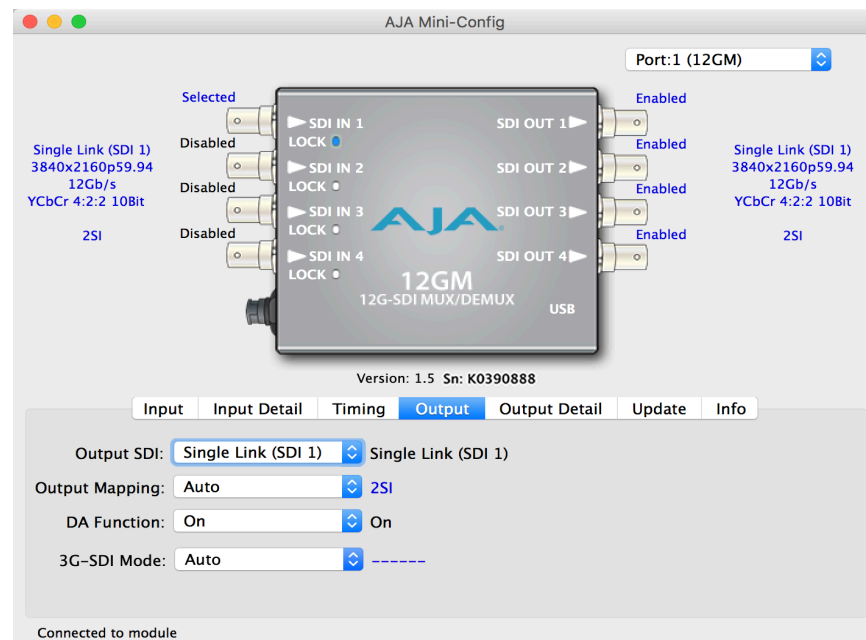 AJA Mini-Config
Port:1 (12GM)
Selected
Disabled
Disabled
Disabled
Single Link (SDI 1)
3840x2160p59.94
12Gb/s
YCbCr 4:2:2 10Bit
2SI
SDI IN 1
LOCK
SDI IN 2
LOCK
SDI IN 3
LOCK
SDI IN 4
LOCK
AJA
12GM
12G-SDI MUX/DEMUX
USB
SDI OUT 1
SDI OUT 2
SDI OUT 3
SDI OUT 4
Enabled
Enabled
Enabled
Enabled
Single Link (SDI 1)
3840x2160p59.94
12Gb/s
YCbCr 4:2:2 10Bit
2SI
Version: 1.5 Sn: K0390888
Input Input Detail Timing Output Output Detail Update Info
Output SDI: Single Link (SDI 1) Single Link (SDI 1)
Output Mapping: Auto 2SI
DA Function: On On
3G-SDI Mode: Auto ------
Connected to module